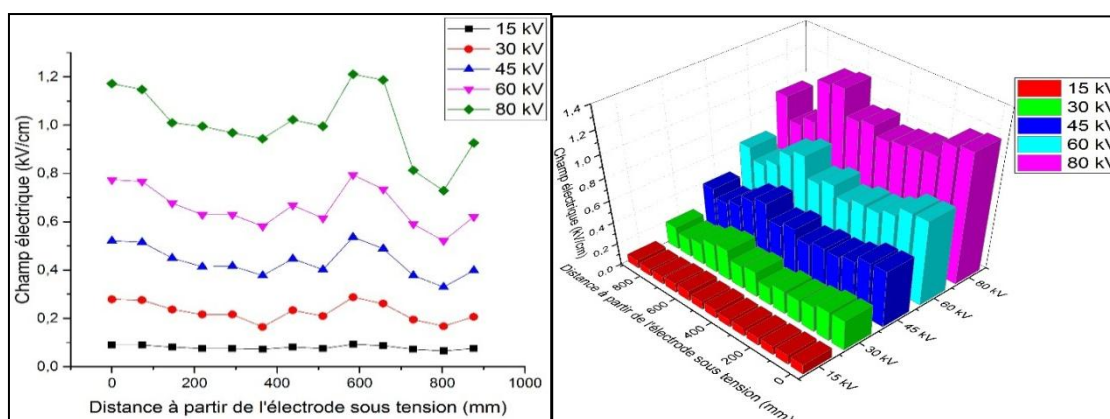 15 kV
30 kV
45 kV
60 kV
80 kV
1,2
1,0
0,8
0,6
0,4
0,2
0,0
Champ électrique (kV/cm)
0
200
400
600
800
1000
Distance à partir de l'électrode sous tension (mm)
15 kV
30 kV
45 kV
60 kV
80 kV
1.4
1.2
1.0
0.8
0.6
0.4
0.2
0.0
Champ électrique (kV/cm)
800
600
400
200
0
Distance à partir de l'électrode sous tension (mm)
15 kV
30 kV
45 kV
60 kV
80 kV